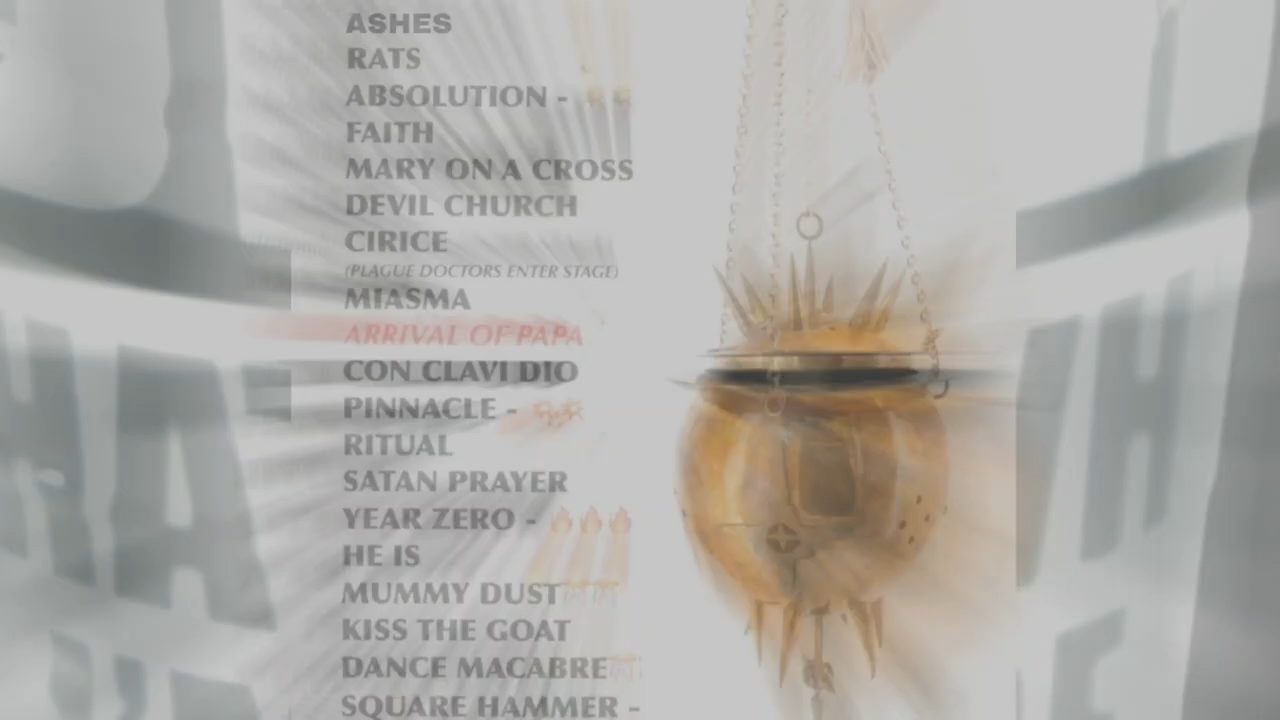 ASHES
RATS
ABSOLUTION -
FAITH
MARY ON A CROSS
DEVIL CHURCH
CIRICE
(PLAGUE DOCTORS ENTER STAGE)
MIASMA
ARRIVAL OF PAPA
CON CLAVI DIO
PINNACLE -
RITUAL
SATAN PRAYER
YEAR ZERO - 🔥🔥🔥
HE IS
MUMMY DUST
KISS THE GOAT
DANCE MACABRE
SQUARE HAMMER -